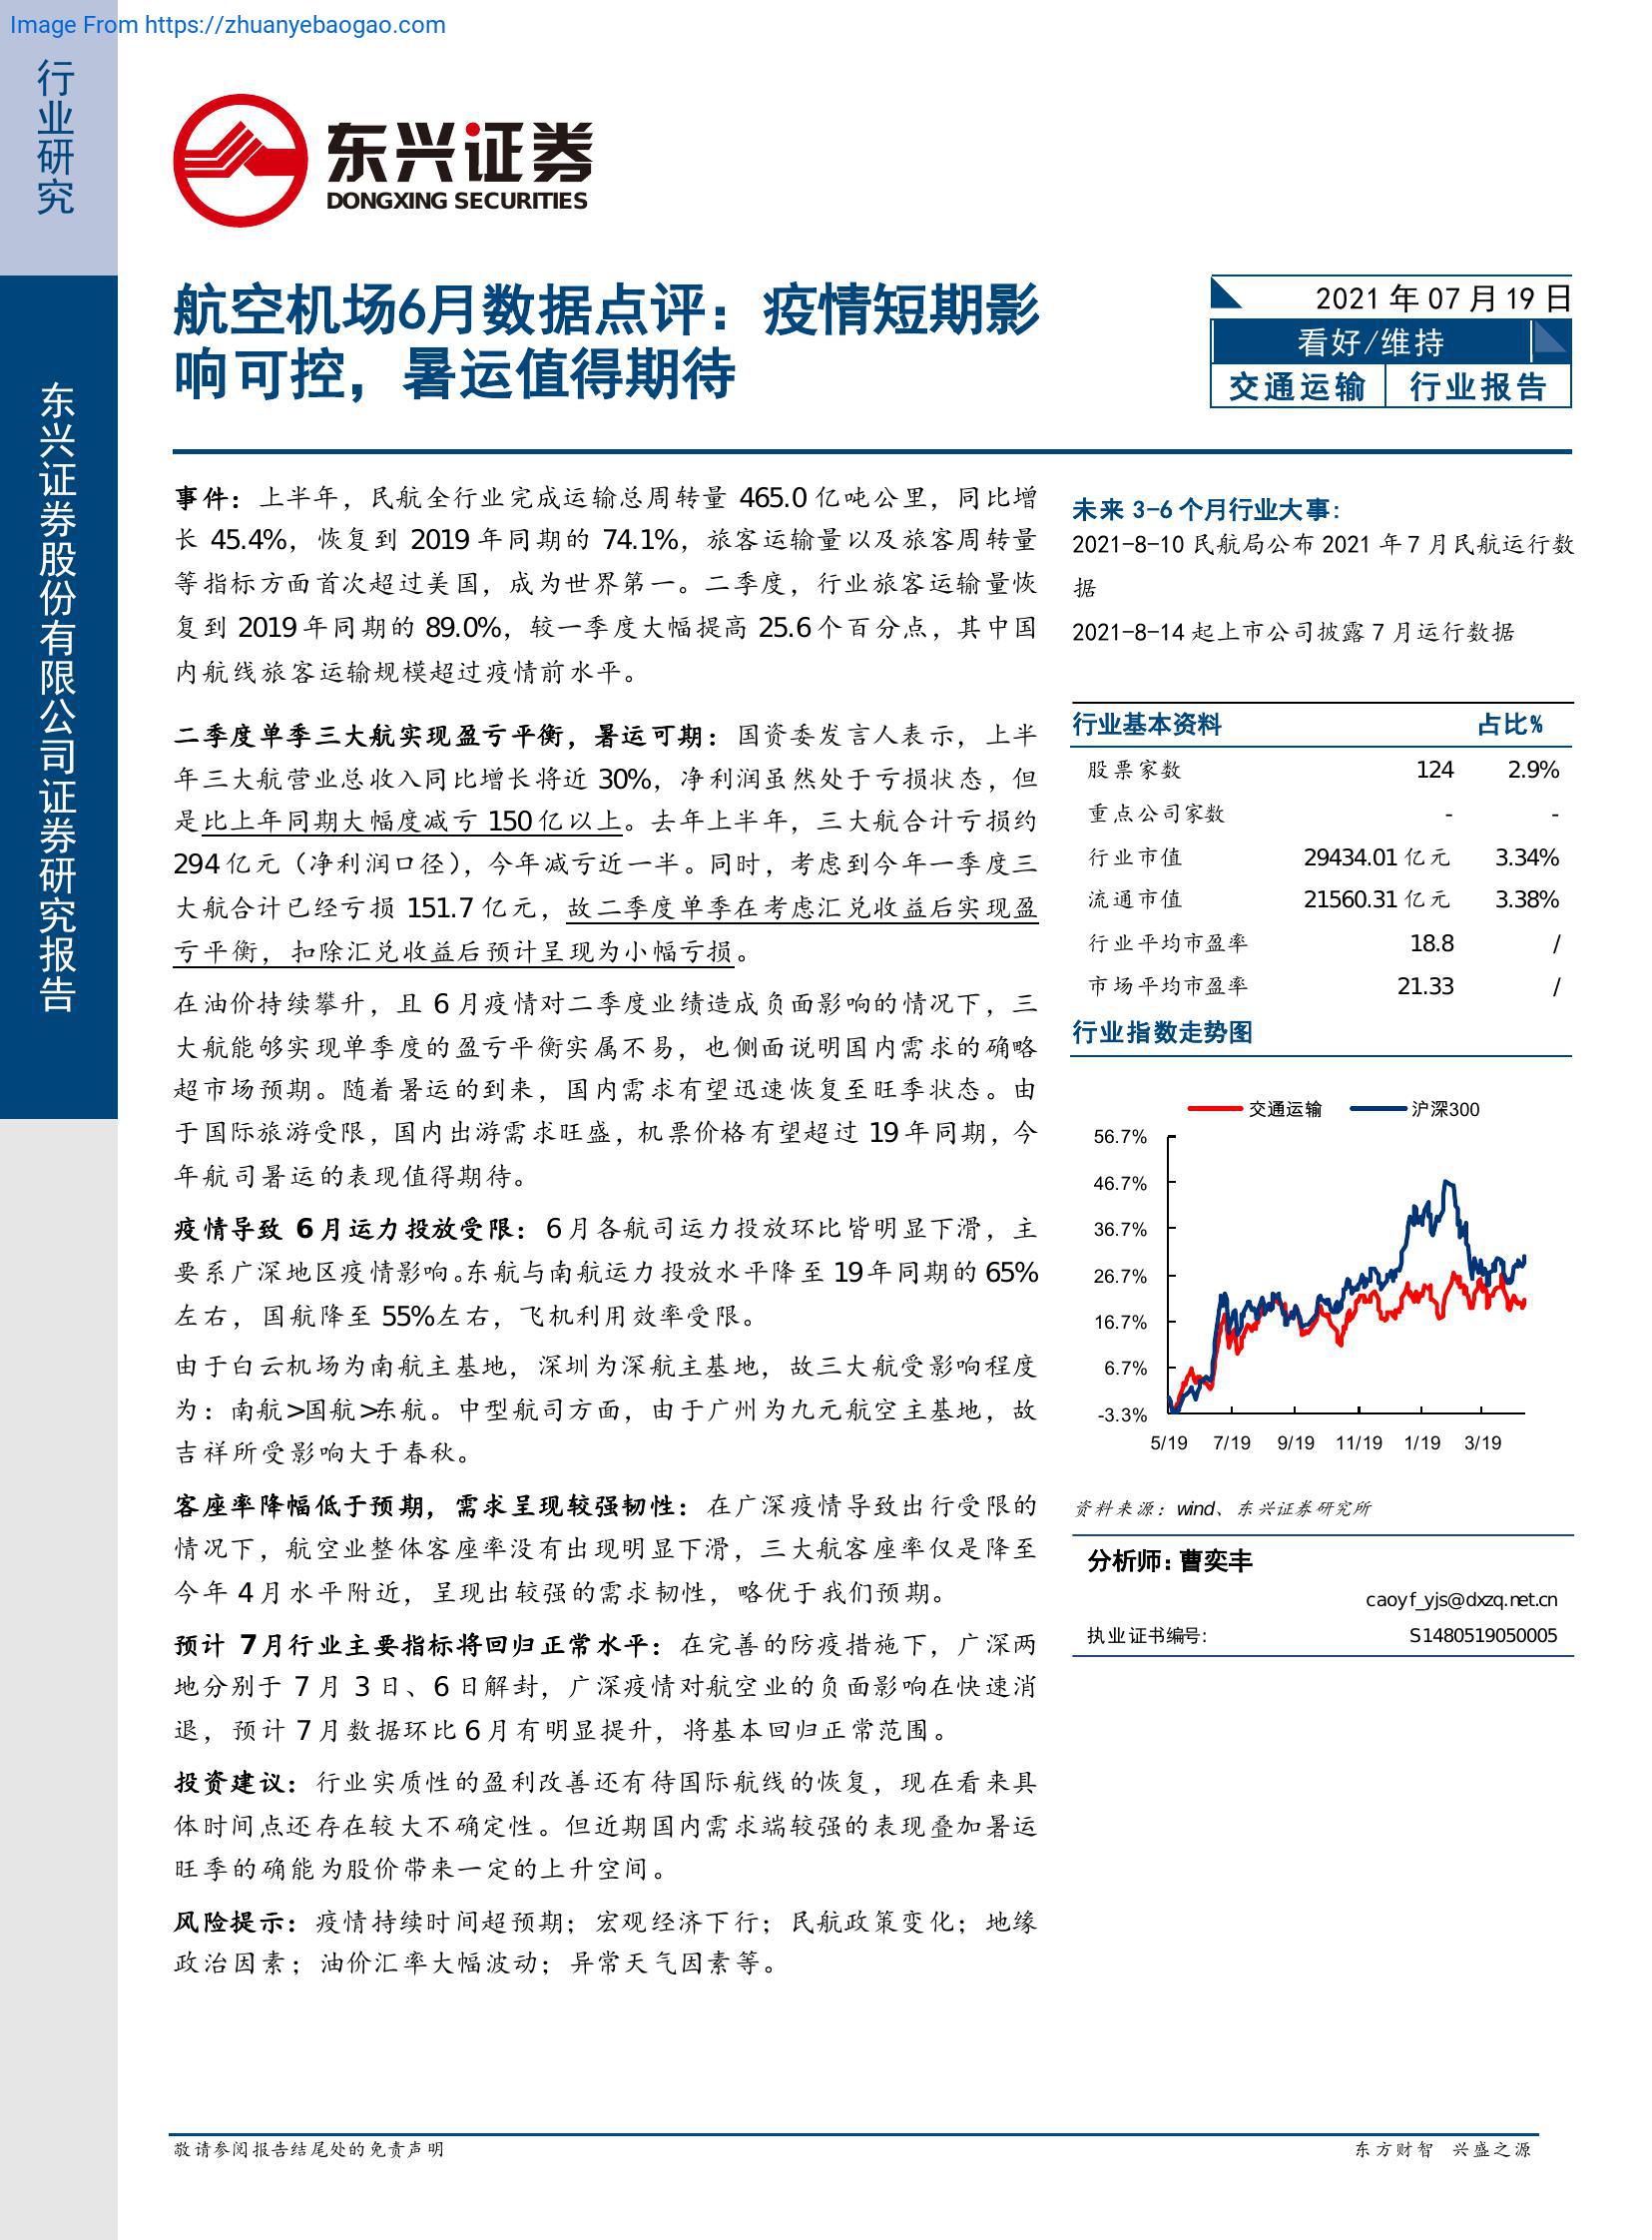 Image From https://zhuanyebaogao.com
行业研究
东兴证券股份有限公司证券研究报告
东兴证券
DONGXING SECURITIES
航空机场6月数据点评：疫情短期影
响可控，暑运值得期待
2021 年 07 月 19 日
看好/维持
交通运输 行业报告
事件：上半年，民航全行业完成运输总周转量 465.0 亿吨公里，同比增
长 45.4%，恢复到 2019 年同期的 74.1%，旅客运输量以及旅客周转量
等指标方面首次超过美国，成为世界第一。二季度，行业旅客运输量恢
复到 2019 年同期的 89.0%，较一季度大幅提高 25.6 个百分点，其中国
内航线旅客运输规模超过疫情前水平。
二季度单季三大航实现盈亏平衡，暑运可期：国资委发言人表示，上半
年三大航营业总收入同比增长将近 30%，净利润虽然处于亏损状态，但
是比上年同期大幅度减亏 150 亿以上。去年上半年，三大航合计亏损约
294 亿元（净利润口径），今年减亏近一半。同时，考虑到今年一季度三
大航合计已经亏损 151.7 亿元，故二季度单季在考虑汇兑收益后实现盈
亏平衡，扣除汇兑收益后预计呈现为小幅亏损。
在油价持续攀升，且 6 月疫情对二季度业绩造成负面影响的情况下，三
大航能够实现单季度的盈亏平衡实属不易，也侧面说明国内需求的确略
超市场预期。随着暑运的到来，国内需求有望迅速恢复至旺季状态。由
于国际旅游受限，国内出游需求旺盛，机票价格有望超过 19 年同期，今
年航司暑运的表现值得期待。
疫情导致 6 月运力投放受限：6 月各航司运力投放环比皆明显下滑，主
要系广深地区疫情影响。东航与南航运力投放水平降至 19 年同期的 65%
左右，国航降至 55%左右，飞机利用效率受限。
由于白云机场为南航主基地，深圳为深航主基地，故三大航受影响程度
为：南航>国航>东航。中型航司方面，由于广州为九元航空主基地，故
吉祥所受影响大于春秋。
客座率降幅低于预期，需求呈现较强韧性：在广深疫情导致出行受限的
情况下，航空业整体客座率没有出现明显下滑，三大航客座率仅是降至
今年 4 月水平附近，呈现出较强的需求韧性，略优于我们预期。
预计 7 月行业主要指标将回归正常水平：在完善的防疫措施下，广深两
地分别于 7 月 3 日、6 日解封，广深疫情对航空业的负面影响在快速消
退，预计 7 月数据环比 6 月有明显提升，将基本回归正常范围。
投资建议：行业实质性的盈利改善还有待国际航线的恢复，现在看来具
体时间点还存在较大不确定性。但近期国内需求端较强的表现叠加暑运
旺季的确能为股价带来一定的上升空间。
风险提示：疫情持续时间超预期；宏观经济下行；民航政策变化；地缘
政治因素；油价汇率大幅波动；异常天气因素等。
未来 3-6 个月行业大事:
2021-8-10 民航局公布 2021 年 7 月民航运行数
据
2021-8-14 起上市公司披露 7 月运行数据
行业基本资料 占比%
股票家数 124 2.9%
重点公司家数 - -
行业市值 29434.01 亿元 3.34%
流通市值 21560.31 亿元 3.38%
行业平均市盈率 18.8 /
市场平均市盈率 21.33 /
行业指数走势图
交通运输 沪深300
56.7%
46.7%
36.7%
26.7%
16.7%
6.7%
-3.3%
5/19 7/19 9/19 11/19 1/19 3/19
资料来源：wind、东兴证券研究所
分析师：曹奕丰
caoyf_yjs@dxzq.net.cn
执业证书编号: S1480519050005
敬请参阅报告结尾处的免责声明
东方财智 兴盛之源